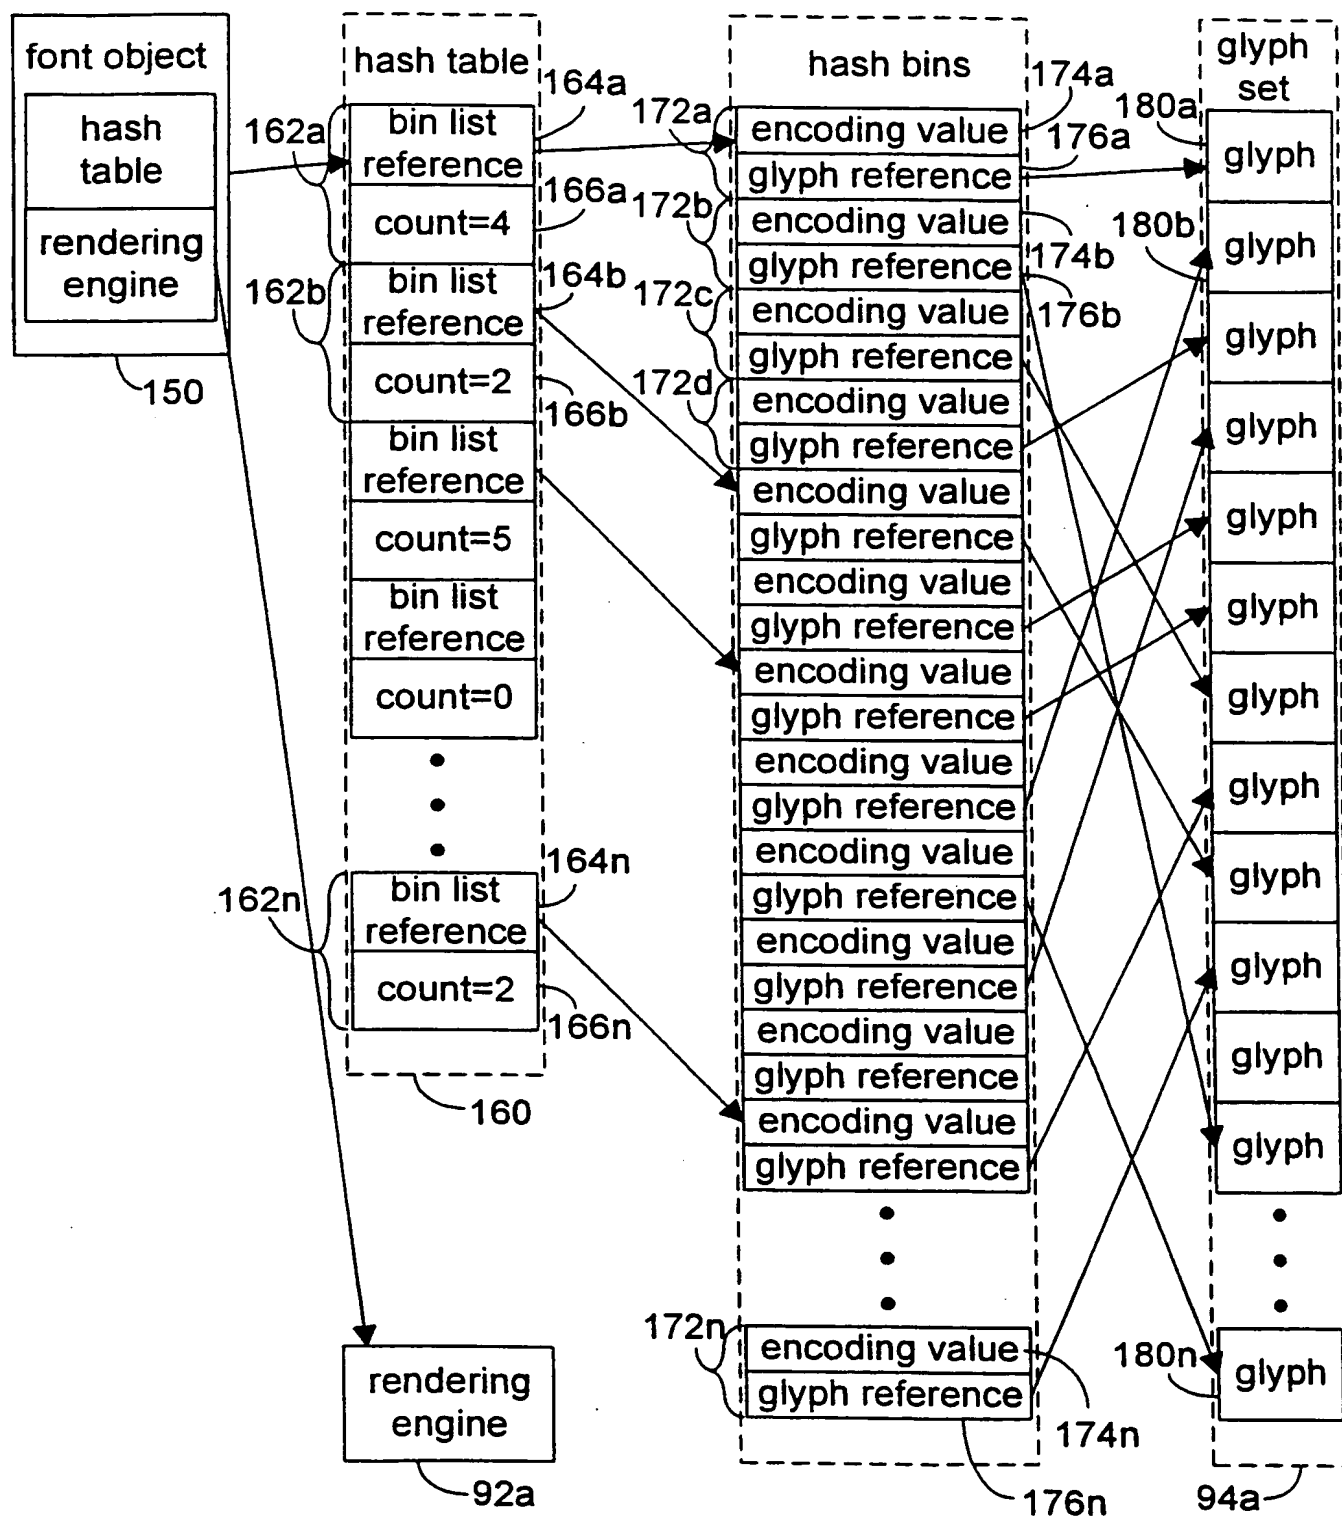 font object
hash
table
rendering
engine
150
hash table
162a
bin list
reference
164a
count=4
166a
162b
bin list
reference
164b
count=2
166b
bin list
reference
count=5
bin list
reference
count=0
162n
bin list
reference
164n
count=2
166n
160
rendering
engine
92a
hash bins
172a
encoding value
174a
glyph reference
176a
172b
encoding value
174b
glyph reference
176b
172c
encoding value
glyph reference
172d
encoding value
glyph reference
encoding value
glyph reference
encoding value
glyph reference
encoding value
glyph reference
encoding value
glyph reference
encoding value
glyph reference
encoding value
glyph reference
encoding value
glyph reference
encoding value
glyph reference
172n
encoding value
174n
glyph reference
176n
glyph
set
180a
glyph
180b
glyph
glyph
glyph
glyph
glyph
glyph
glyph
glyph
glyph
glyph
glyph
180n
glyph
94a